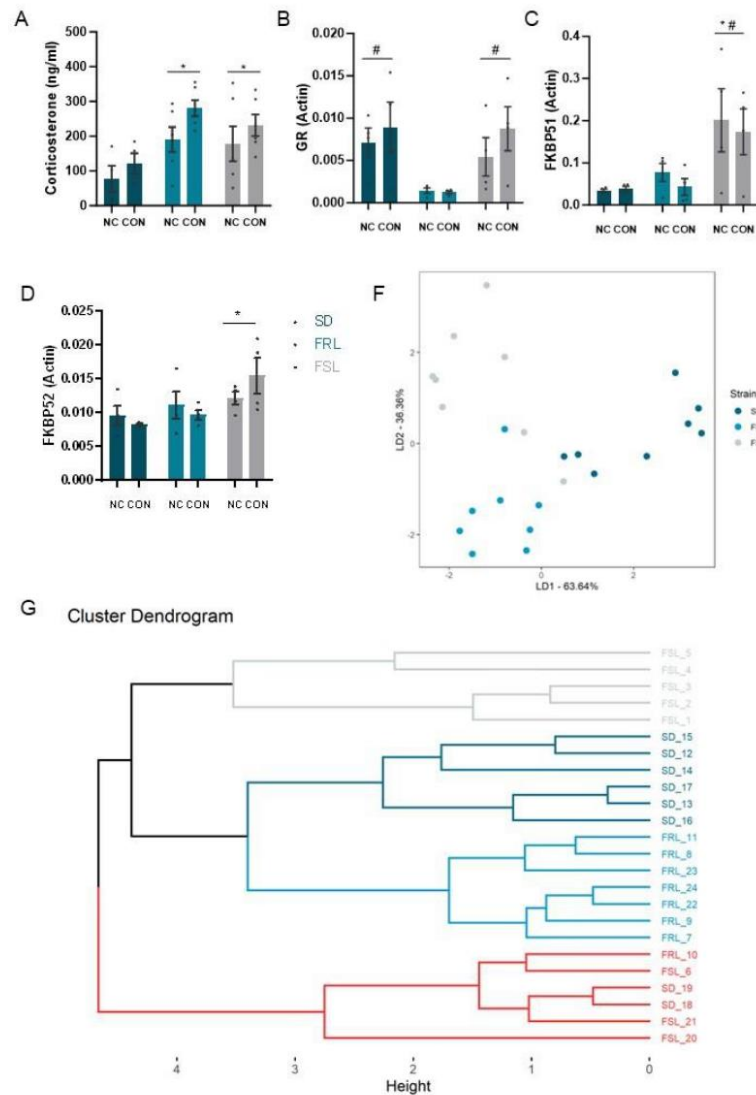 A
B
C
Corticosterone (ng/ml)
400
300
200
100
0
*
*
NC CON
NC CON
NC CON
GR (Actin)
0.020
0.015
0.010
0.005
0.000
#
#
NC CON
NC CON
NC CON
FKBP51 (Actin)
0.4
0.2
0.0
* #
NC CON
NC CON
NC CON
D
FKBP52 (Actin)
0.025
0.020
0.015
0.010
0.005
0.000
*
NC CON
NC CON
NC CON
SD
FRL
FSL
F
LD2 - 36.36%
2
0
-2
-2
0
2
LD1 - 63.64%
Strain
S
F
F
G
Cluster Dendrogram
FSL_5
FSL_4
FSL_3
FSL_2
FSL_1
SD_15
SD_12
SD_14
SD_17
SD_13
SD_16
FRL_11
FRL_8
FRL_23
FRL_24
FRL_22
FRL_9
FRL_7
FRL_10
FSL_6
SD_19
SD_18
FSL_21
FSL_20
4
3
2
1
0
Height